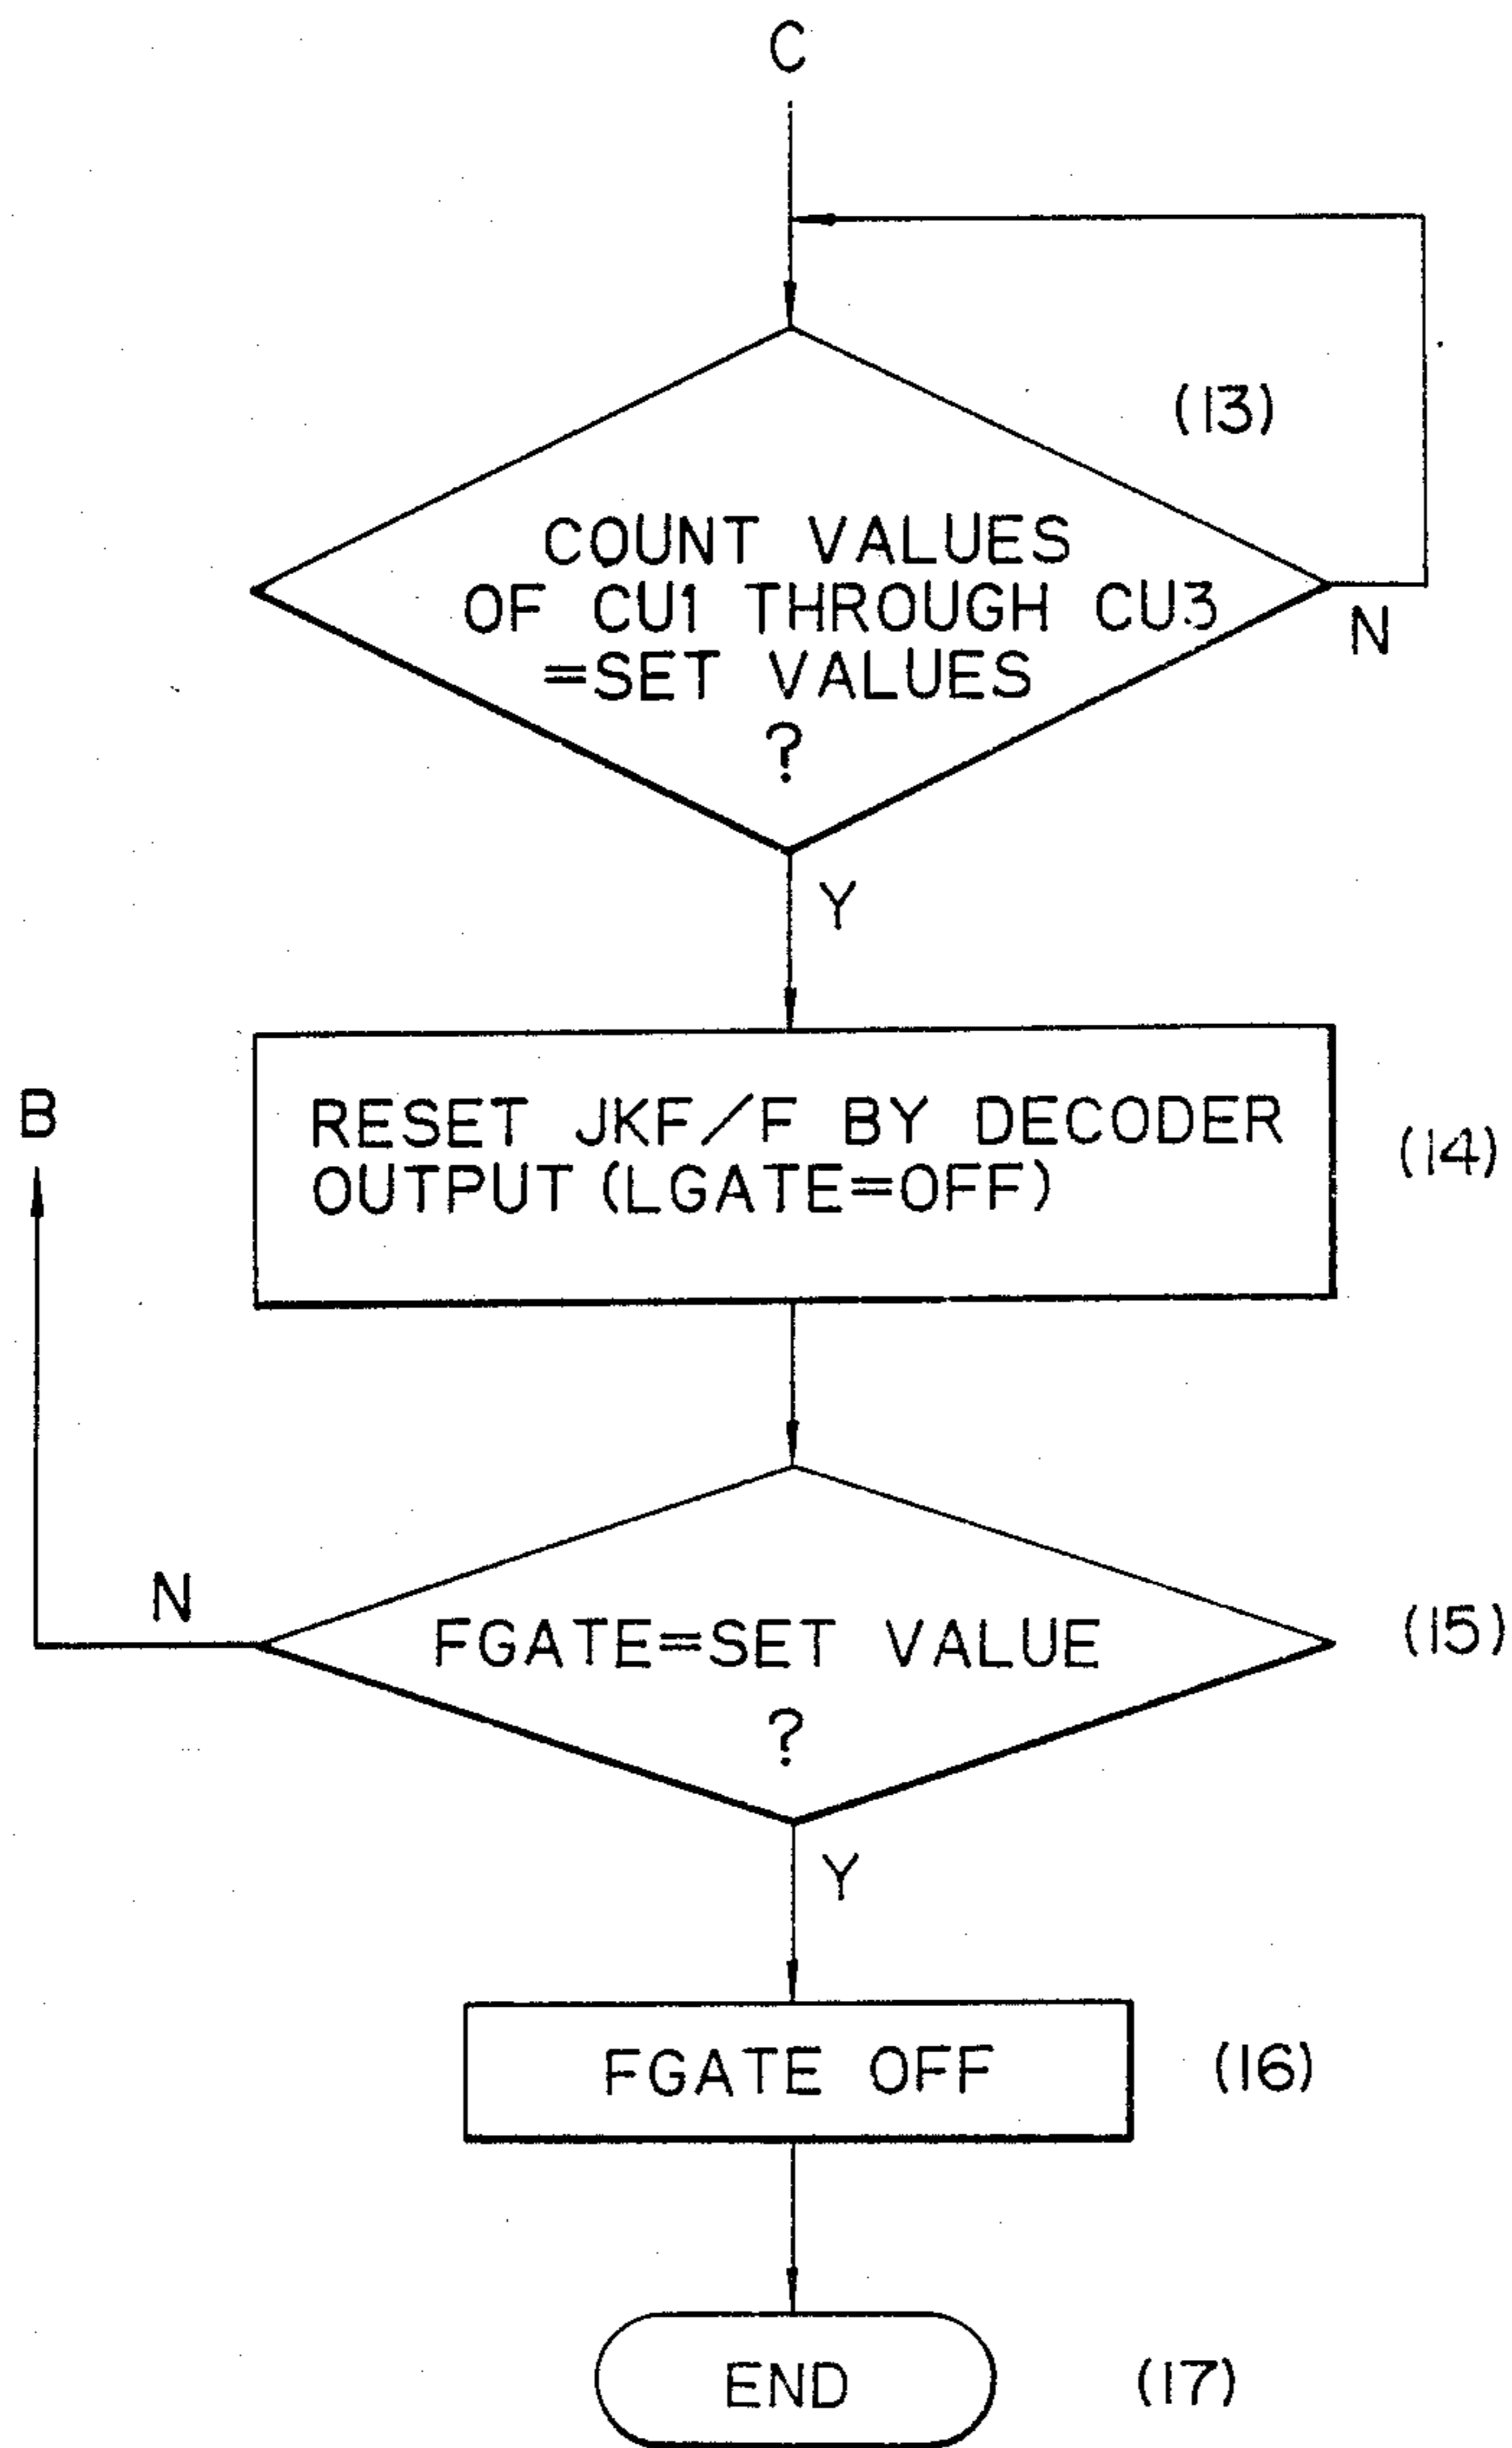 C
(13)
COUNT VALUES
OF CU1 THROUGH CU3
=SET VALUES
?
N
Y
B
RESET JKF/F BY DECODER
OUTPUT (LGATE=OFF)
(14)
N
FGATE=SET VALUE
?
(15)
Y
FGATE OFF
(16)
END
(17)